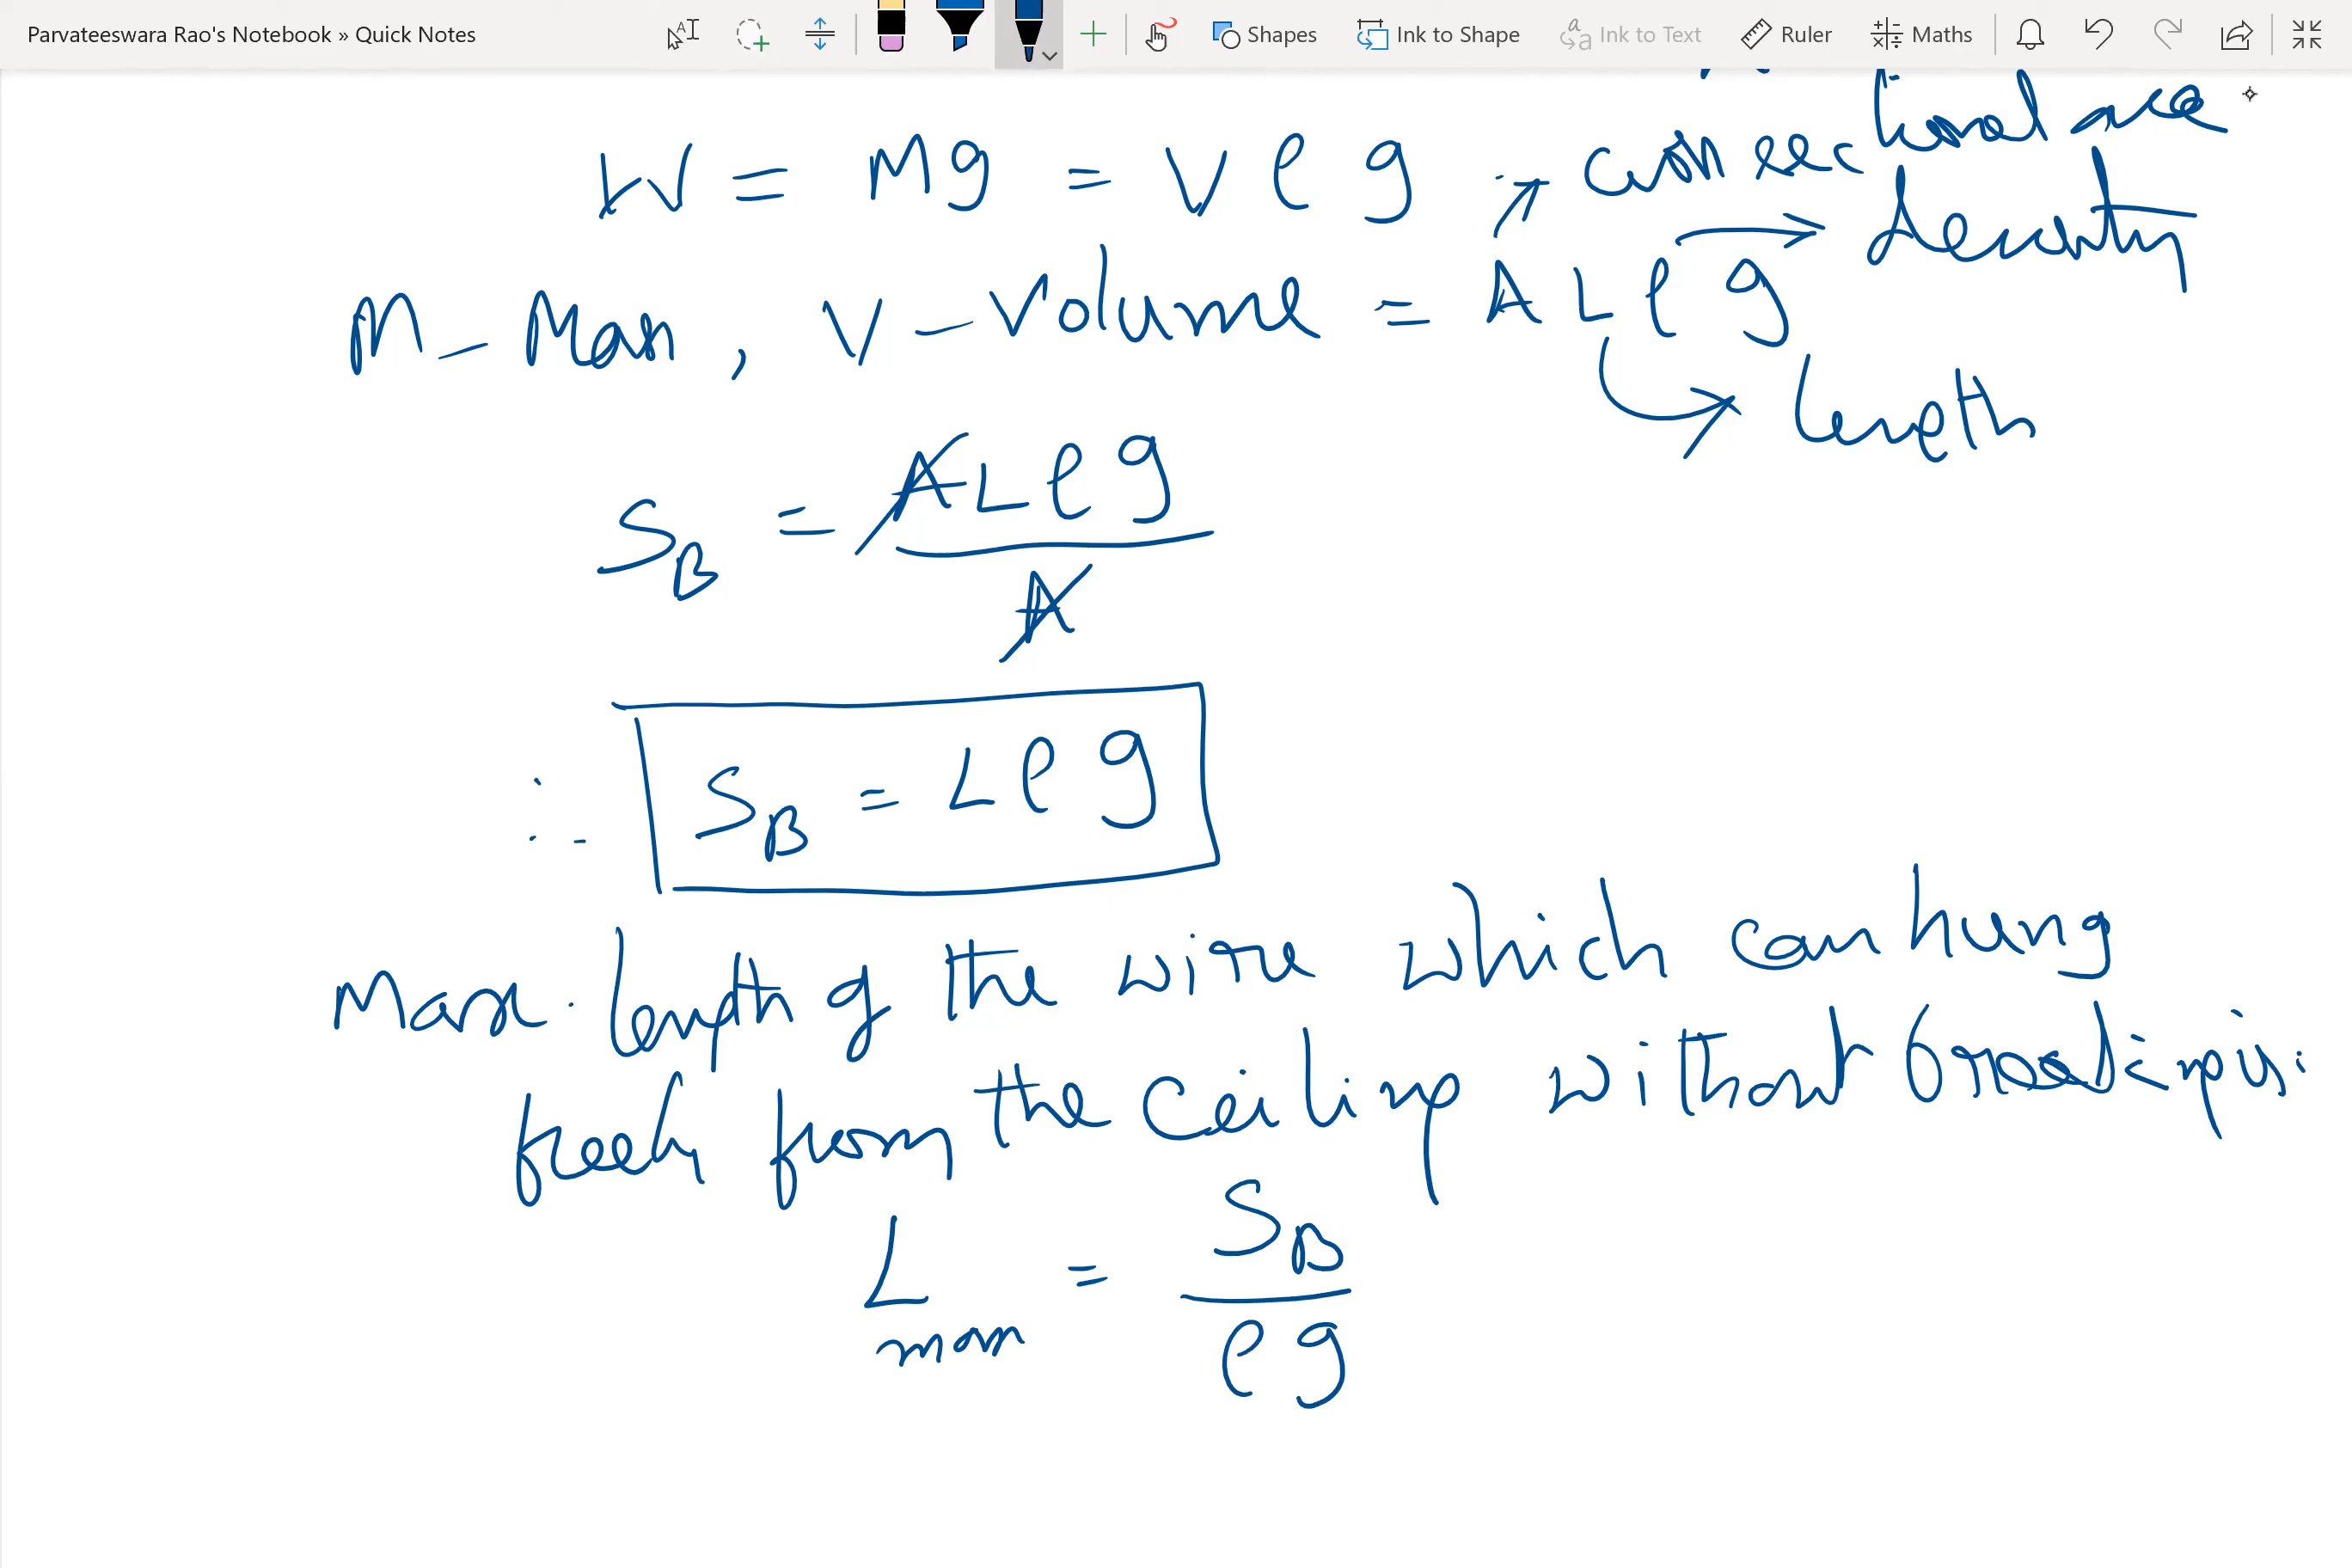 Parvateeswara Rao's Notebook » Quick Notes
Shapes Ink to Shape Ink to Text Ruler Maths
W = Mg = Vρg → cross sectional area
M - Mass, V - Volume = ALρg → density
→ length
S_B = ALρg / A
∴ S_B = Lρg
Max. length of the wire which can hung
freely from the ceiling without breaking is
L max = S_B / ρg